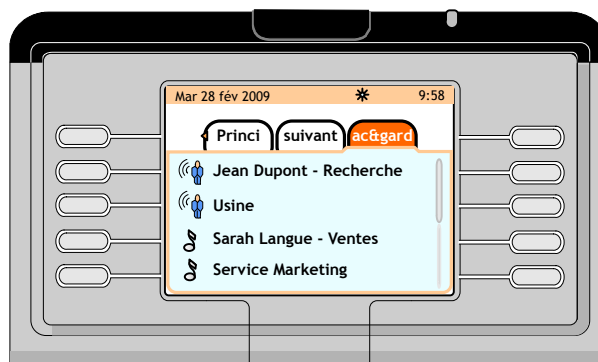 Mar 28 fév 2009 9:58
Princi suivant ac&gard
Jean Dupont - Recherche
Usine
Sarah Langue - Ventes
Service Marketing